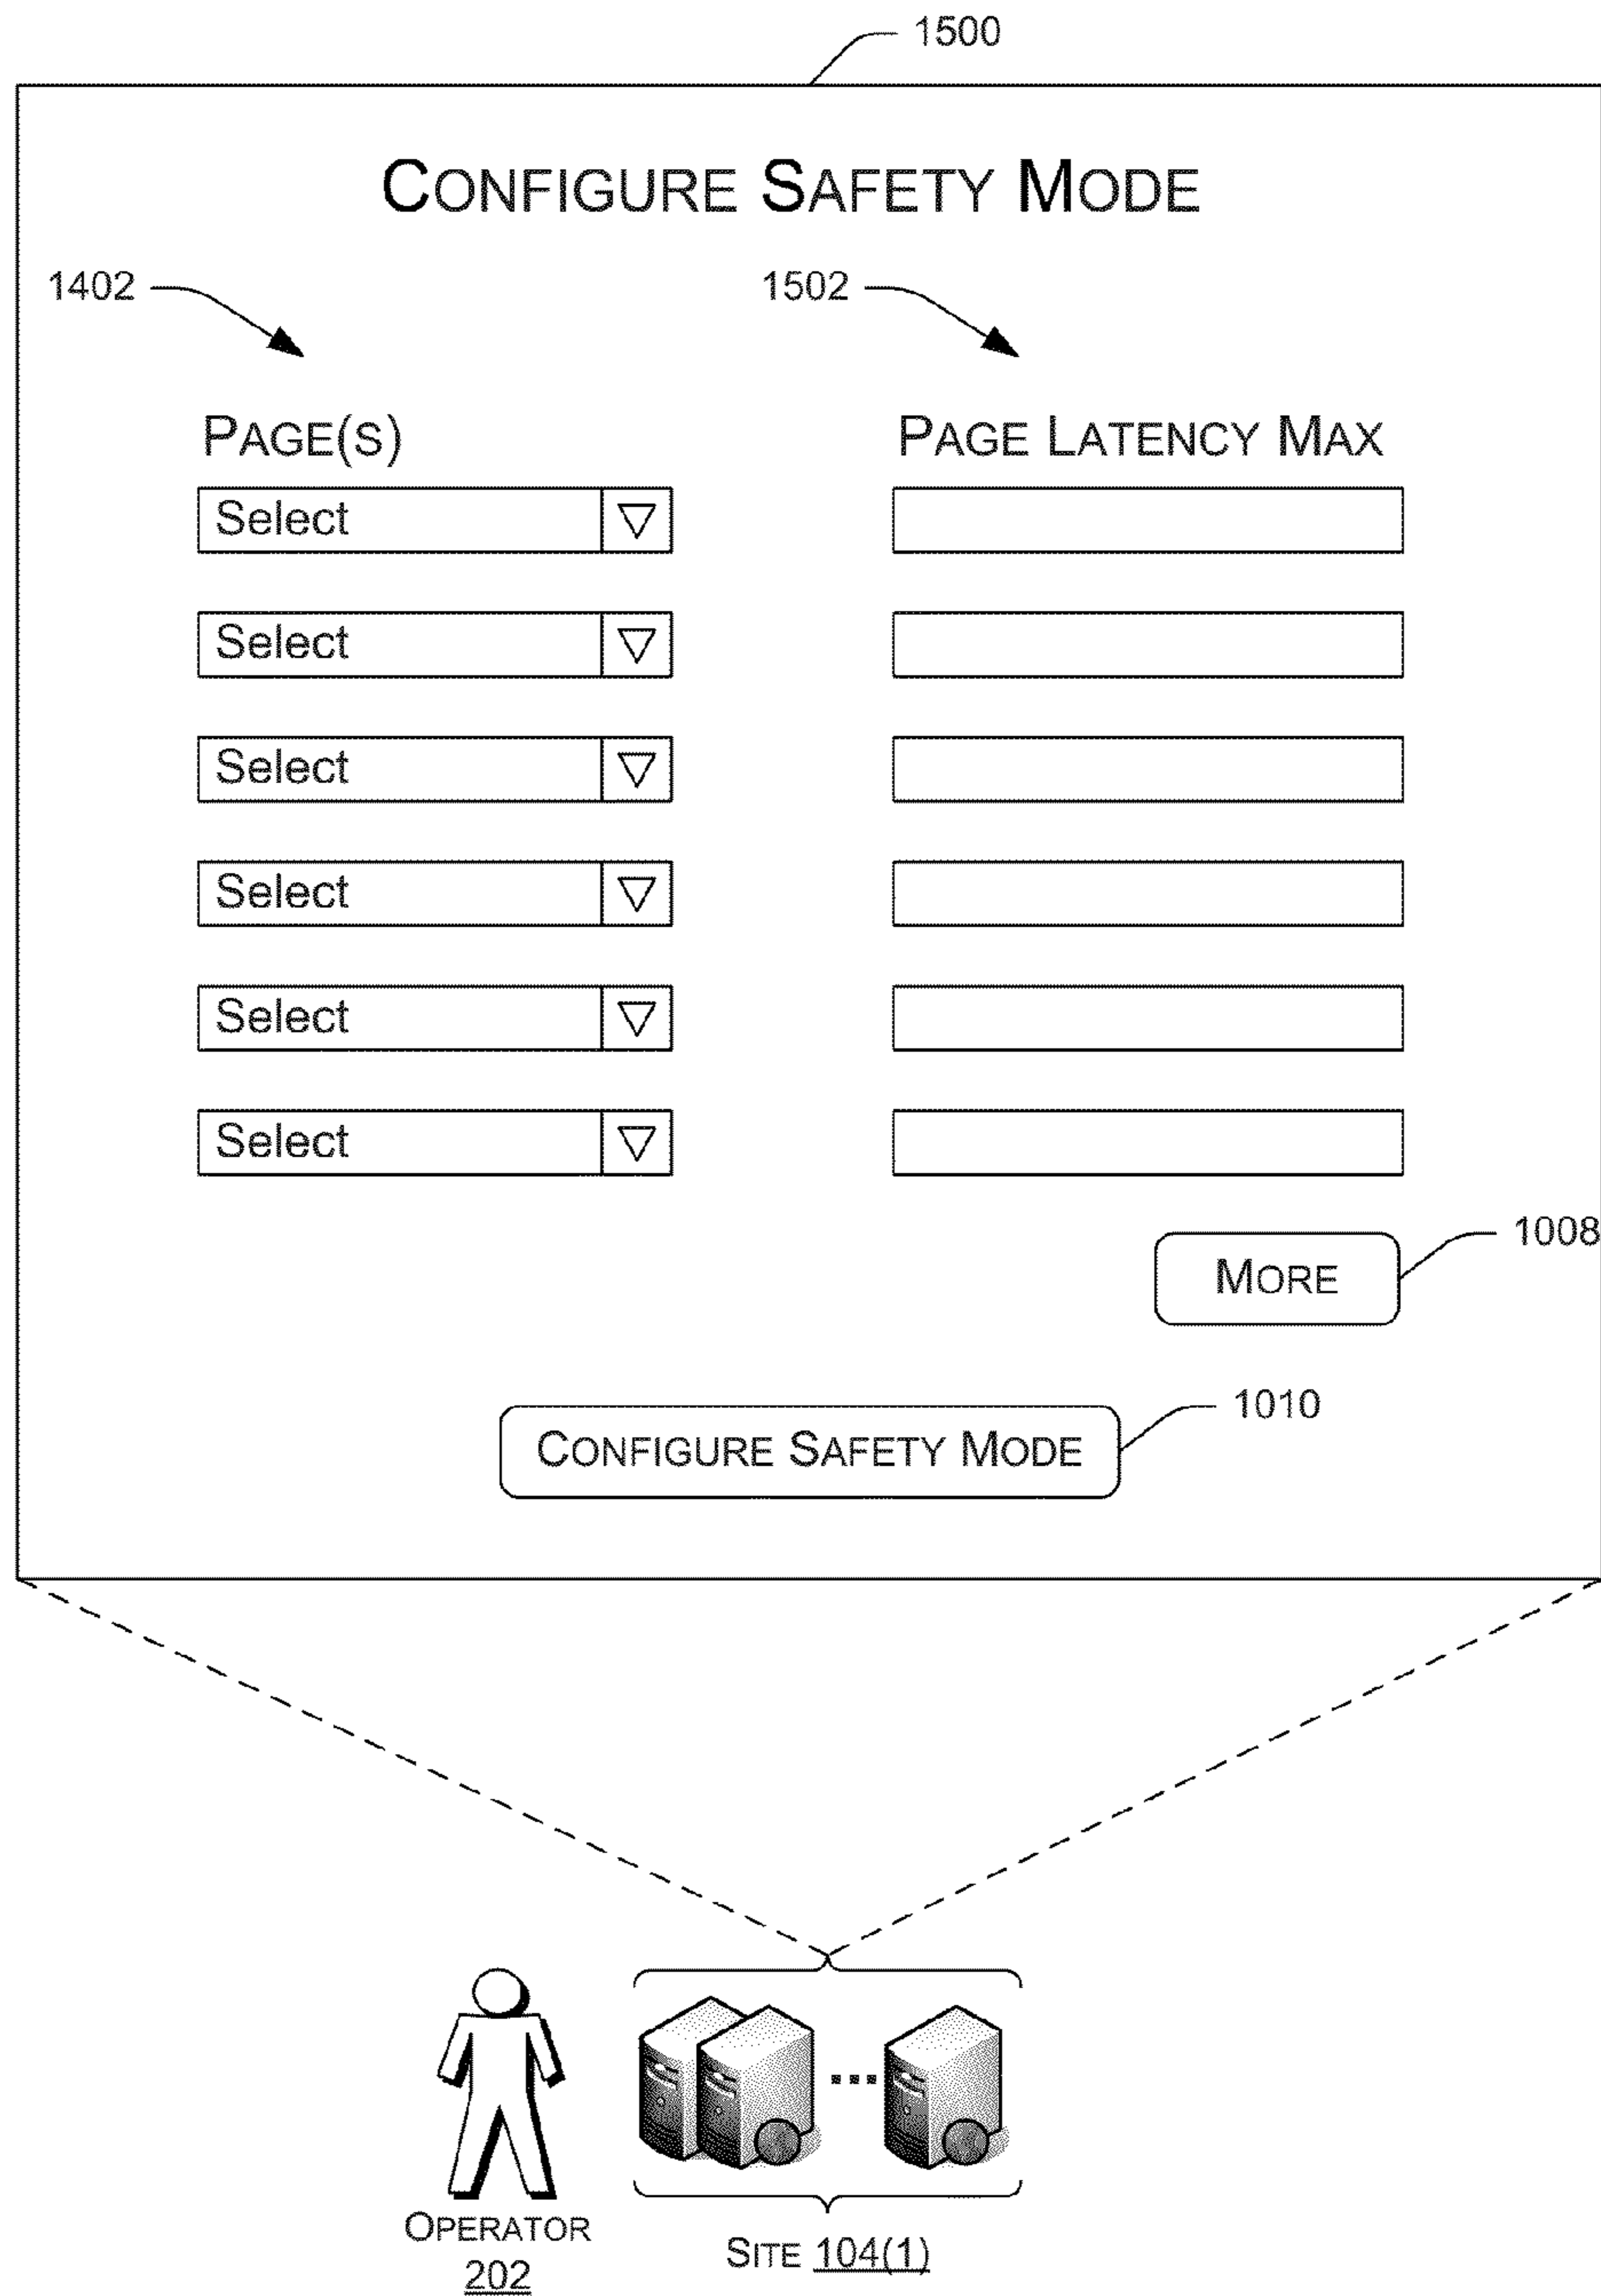 1500
CONFIGURE SAFETY MODE
1402 1502
PAGE(S) PAGE LATENCY MAX
Select
Select
Select
Select
Select
Select
1008
MORE
1010
CONFIGURE SAFETY MODE
OPERATOR
202
SITE 104(1)